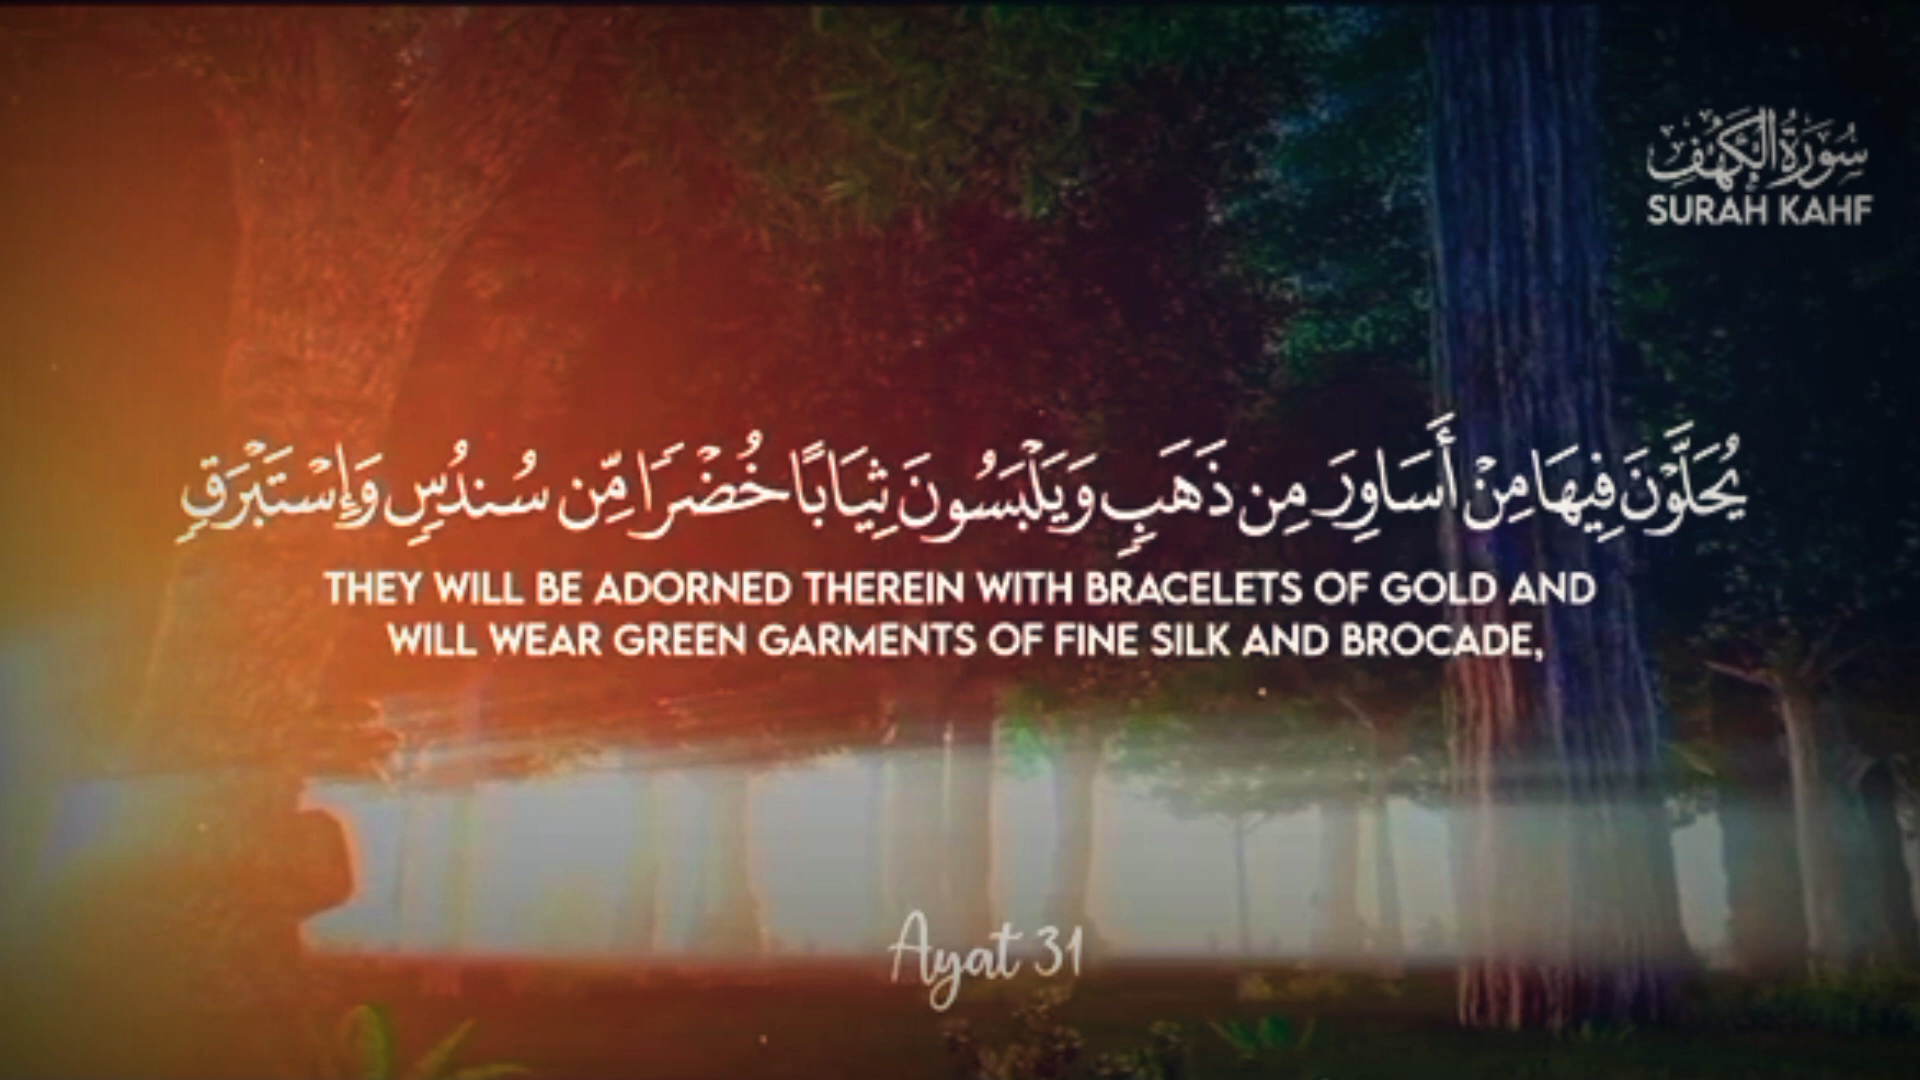 سُورَةُ الكَهْفِ
SURAH KAHF
يُحَلَّوْنَ فِيهَا مِنْ أَسَاوِرَ مِن ذَهَبٍ وَيَلْبَسُونَ ثِيَابًا خُضْرًا مِّن سُندُسٍ وَإِسْتَبْرَقٍ
THEY WILL BE ADORNED THEREIN WITH BRACELETS OF GOLD AND
WILL WEAR GREEN GARMENTS OF FINE SILK AND BROCADE,
Ayat 31